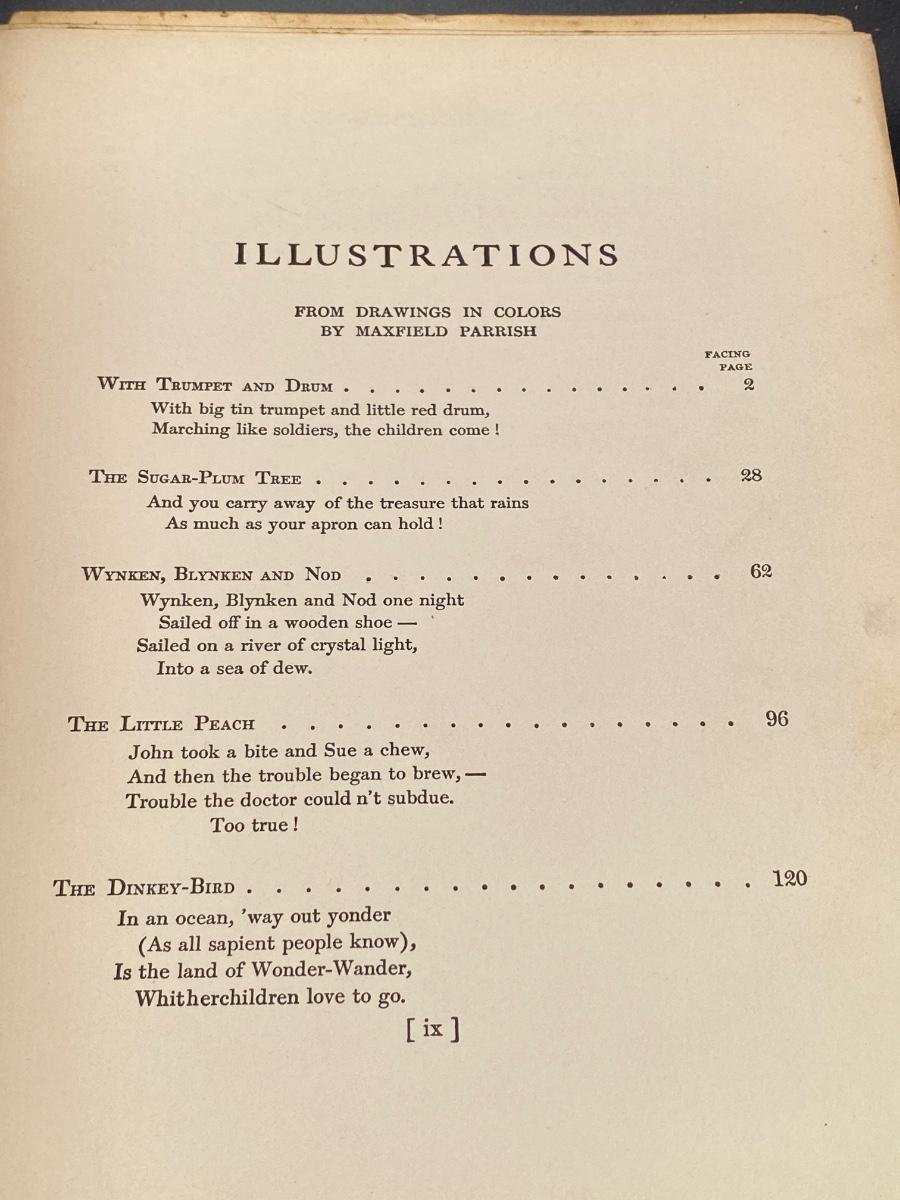 ILLUSTRATIONS
FROM DRAWINGS IN COLORS
BY MAXFIELD PARRISH
FACING
PAGE
With Trumpet and Drum . . . . . . . . . . . . . . . 2
With big tin trumpet and little red drum,
Marching like soldiers, the children come!
The Sugar-Plum Tree . . . . . . . . . . . . . . . . 28
And you carry away of the treasure that rains
As much as your apron can hold!
Wynken, Blynken and Nod . . . . . . . . . . . . . . 62
Wynken, Blynken and Nod one night
Sailed off in a wooden shoe —
Sailed on a river of crystal light,
Into a sea of dew.
The Little Peach . . . . . . . . . . . . . . . . . 96
John took a bite and Sue a chew,
And then the trouble began to brew,—
Trouble the doctor could n't subdue.
Too true!
The Dinkey-Bird . . . . . . . . . . . . . . . . . . 120
In an ocean, 'way out yonder
(As all sapient people know),
Is the land of Wonder-Wander,
Whitherchildren love to go.
[ ix ]